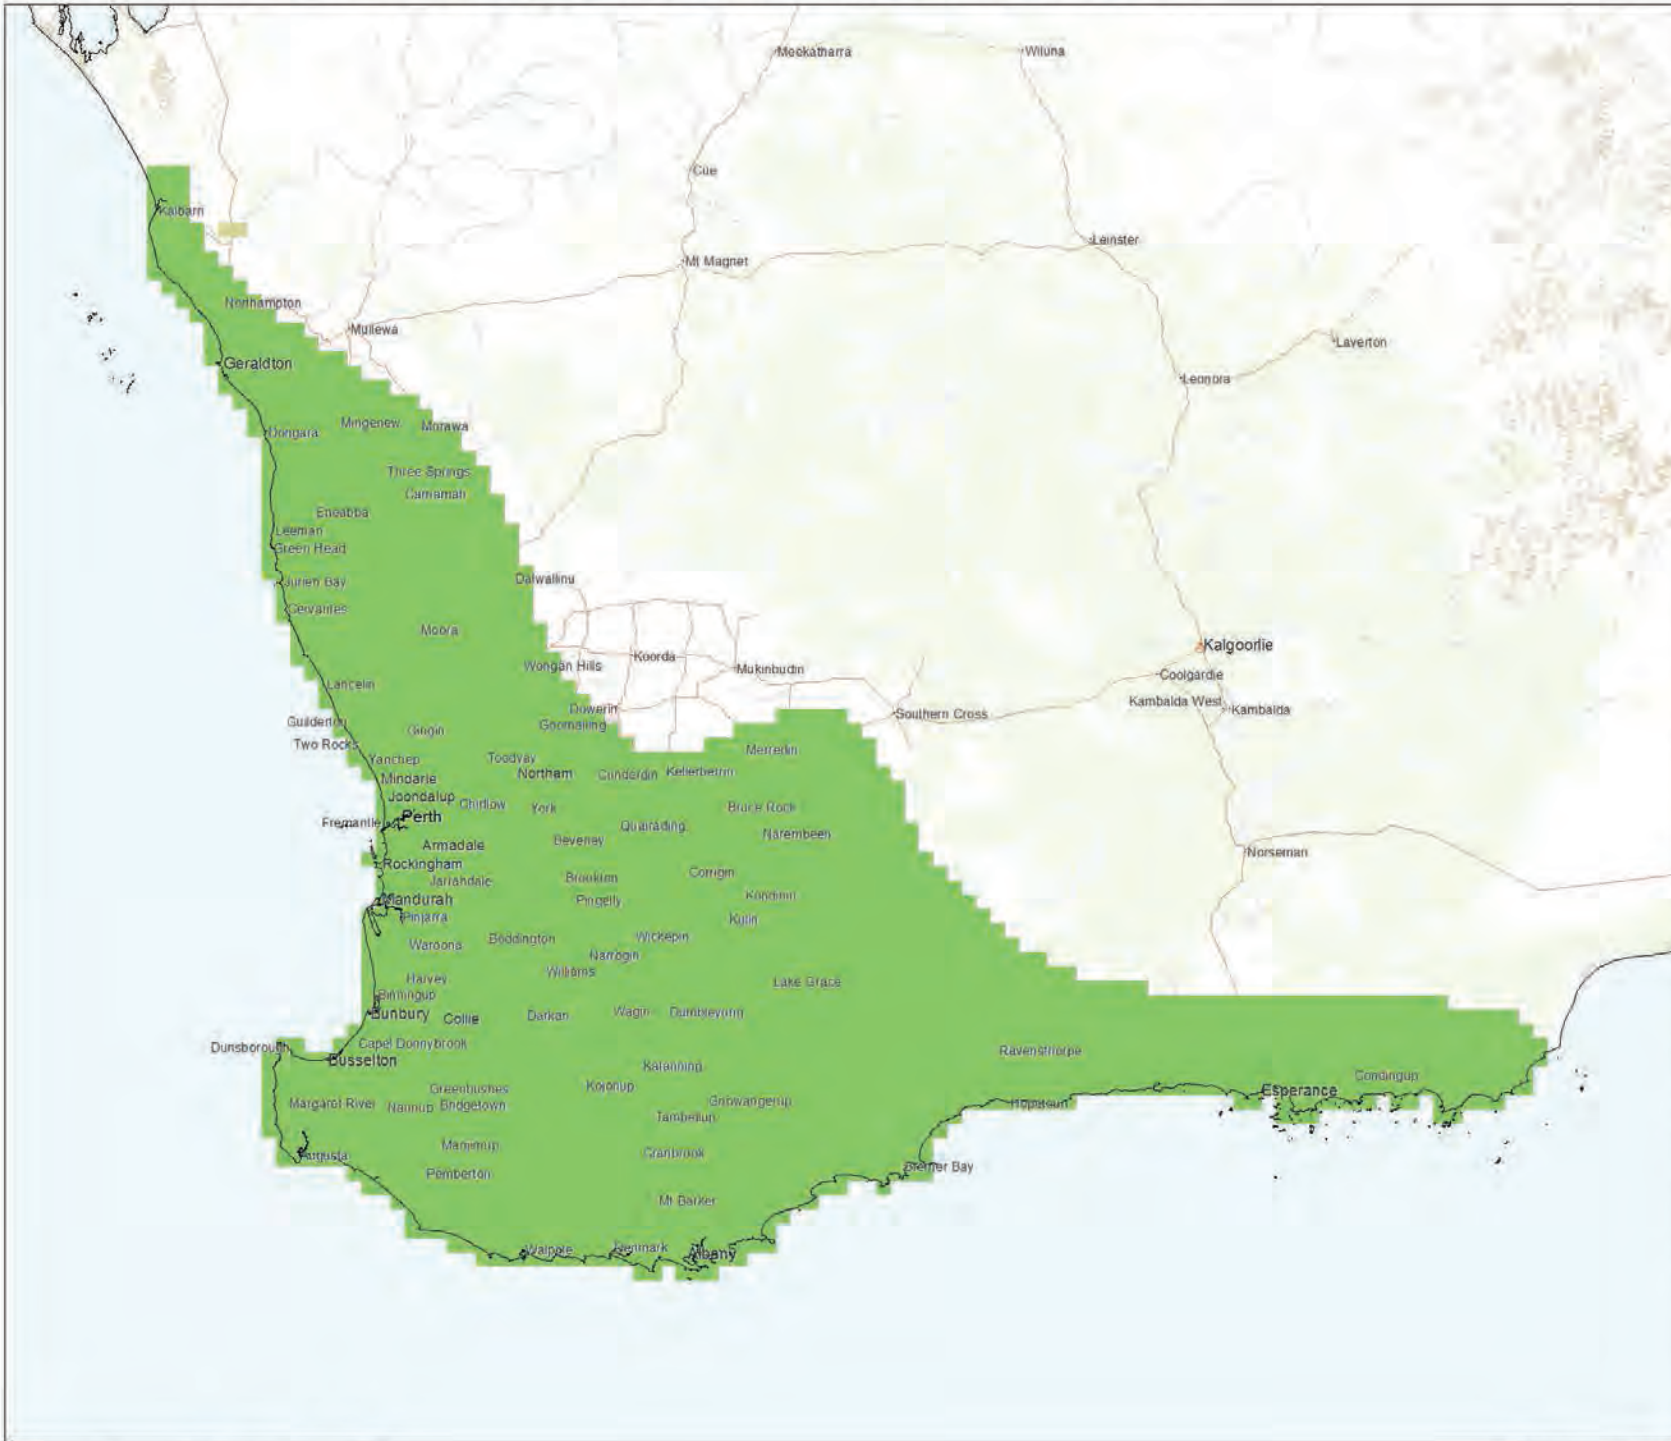 Meekatharra
Wiluna
Cue
Kalbarri
Leinster
Mt Magnet
Northampton
Mullewa
Laverton
Geraldton
Leonora
Mingenew
Morawa
Dongara
Three Springs
Carnamah
Eneabba
Leeman
Green Head
Dalwallinu
Jurien Bay
Cervantes
Moora
Kalgoorlie
Koorda
Wongan Hills
Mukinbudin
Coolgardie
Lancelin
Kambalda West
Kambalda
Dowerin
Southern Cross
Guilderton
Goomalling
Gingin
Two Rocks
Merredin
Yanchep
Toodyay
Mindarie
Northam
Cunderdin
Kellerberrin
Joondalup
Chidlow
York
Bruce Rock
Perth
Fremantle
Quairading
Narembeen
Beverley
Armadale
Norseman
Rockingham
Corrigin
Jarrahdale
Brookton
Mandurah
Pingelly
Kondinin
Pinjarra
Kulin
Waroona
Boddington
Wickepin
Narrogin
Williams
Harvey
Lake Grace
Binningup
Bunbury
Collie
Darkan
Wagin
Dumbleyung
Dunsborough
Capel Donnybrook
Ravensthorpe
Busselton
Katanning
Condingup
Greenbushes
Kojonup
Esperance
Margaret River
Nannup
Bridgetown
Gnowangerup
Hopetoun
Tambellup
Manjimup
Cranbrook
Augusta
Bremer Bay
Pemberton
Mt Barker
Walpole
Denmark
Albany